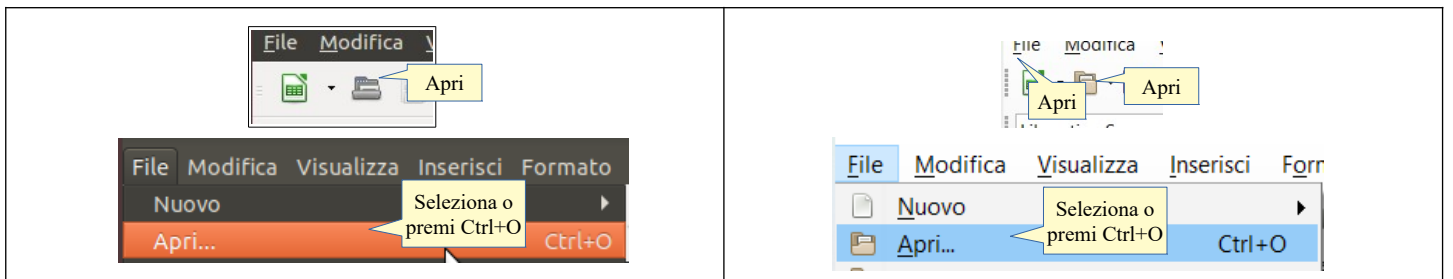 File Modifica
Apri
File Modifica Visualizza Inserisci Formato
Nuovo
Seleziona o
premi Ctrl+O
Apri... Ctrl+O
File Modifica
Apri
Apri
File Modifica Visualizza Inserisci Form
Nuovo
Seleziona o
premi Ctrl+O
Apri... Ctrl+O